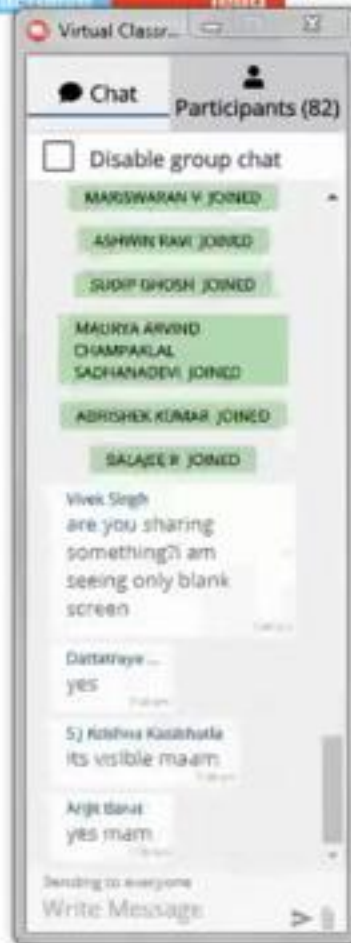 Virtual Classr...
Chat
Participants (82)
Disable group chat
MARISWARAN V JOINED
ASHWIN RAVI JOINED
SUDIP GHOSH JOINED
MAURYA ARVIND
CHAMPAKLAL
SADHANADEVI JOINED
ABHISHEK KUMAR JOINED
BALAJEE R JOINED
Vivek Singh
are you sharing
something?i am
seeing only blank
screen
Dattatraya ...
yes
its visible maam
yes mam
Sending to everyone
Write Message